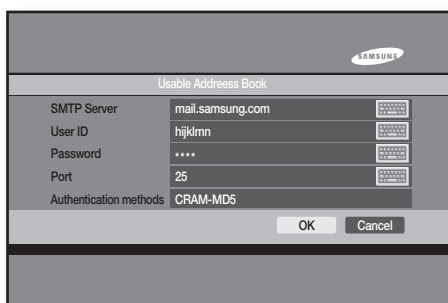 SAMSUNG
Usable Addreess Book
SMTP Server mail.samsung.com
User ID hijklmn
Password ****
Port 25
Authentication methods CRAM-MD5
OK Cancel